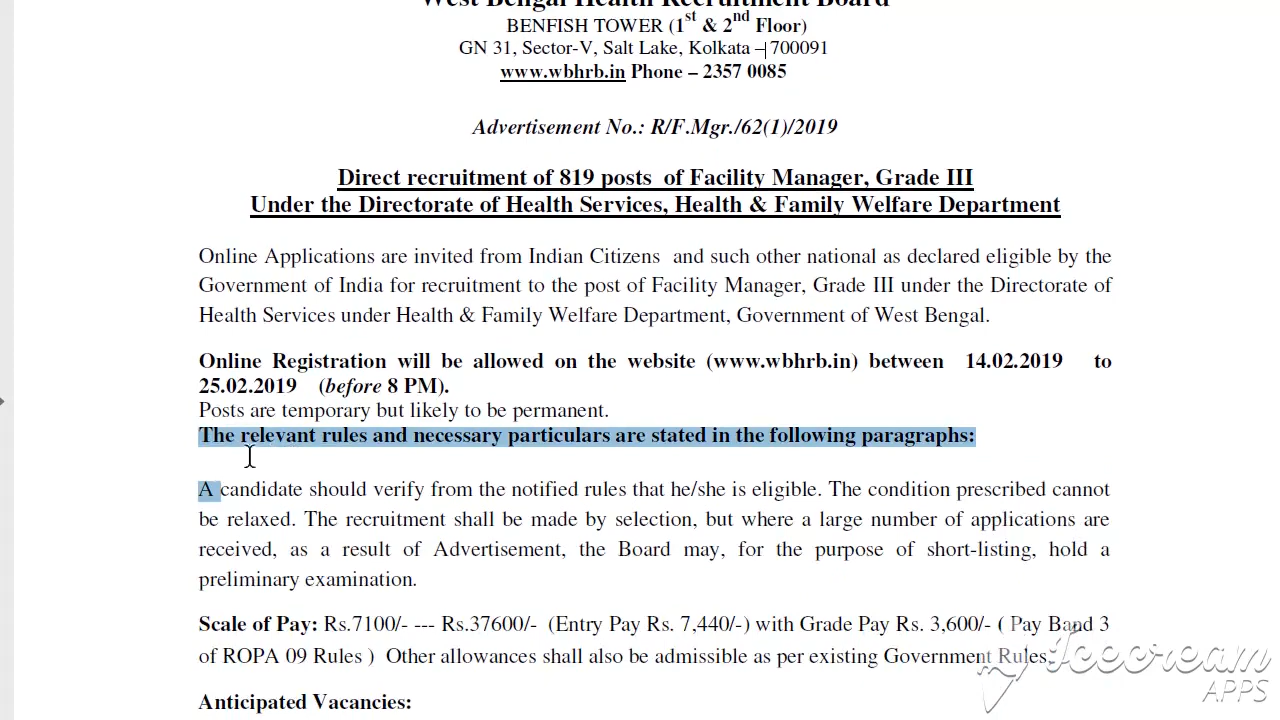 West Bengal Health Recruitment Board
BENFISH TOWER (1st & 2nd Floor)
GN 31, Sector-V, Salt Lake, Kolkata – 700091
www.wbhrb.in Phone – 2357 0085
Advertisement No.: R/F.Mgr./62(1)/2019
Direct recruitment of 819 posts of Facility Manager, Grade III
Under the Directorate of Health Services, Health & Family Welfare Department
Online Applications are invited from Indian Citizens and such other national as declared eligible by the
Government of India for recruitment to the post of Facility Manager, Grade III under the Directorate of
Health Services under Health & Family Welfare Department, Government of West Bengal.
Online Registration will be allowed on the website (www.wbhrb.in) between 14.02.2019 to
25.02.2019 (before 8 PM).
Posts are temporary but likely to be permanent.
The relevant rules and necessary particulars are stated in the following paragraphs:
A candidate should verify from the notified rules that he/she is eligible. The condition prescribed cannot
be relaxed. The recruitment shall be made by selection, but where a large number of applications are
received, as a result of Advertisement, the Board may, for the purpose of short-listing, hold a
preliminary examination.
Scale of Pay: Rs.7100/- --- Rs.37600/- (Entry Pay Rs. 7,440/-) with Grade Pay Rs. 3,600/- ( Pay Band 3
of ROPA 09 Rules ) Other allowances shall also be admissible as per existing Government Rules.
Icecream
APPS
Anticipated Vacancies: